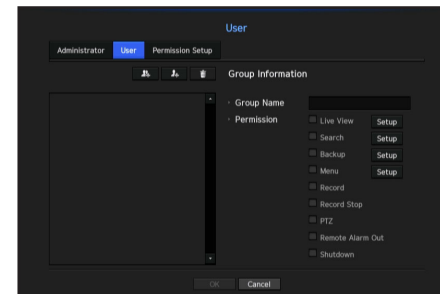 User
Administrator User Permission Setup
Group Information
Group Name
Permission
Live View Setup
Search Setup
Backup Setup
Menu Setup
Record
Record Stop
PTZ
Remote Alarm Out
Shutdown
OK Cancel